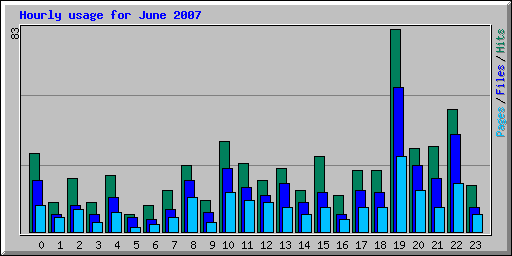 Hourly usage for June 2007
83
Pages / Files / Hits
0 1 2 3 4 5 6 7 8 9 10 11 12 13 14 15 16 17 18 19 20 21 22 23